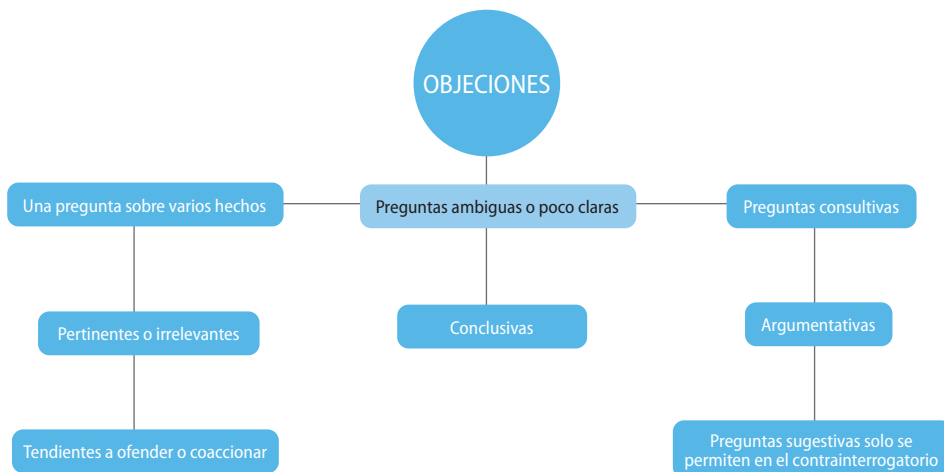 OBJECIONES
Una pregunta sobre varios hechos
Preguntas ambiguas o poco claras
Preguntas consultivas
Pertinentes o irrelevantes
Conclusivas
Argumentativas
Tendientes a ofender o coaccionar
Preguntas sugestivas solo se
permiten en el contrainterrogatorio